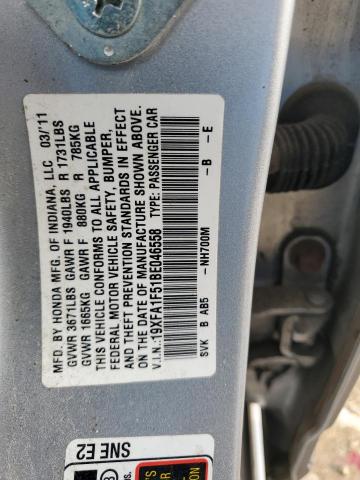 MFD. BY HONDA MFG. OF INDIANA, LLC 03/'11
GVWR 3671LBS GAWR F 1940LBS R 1731LBS
GVWR 1665KG GAWR F 880KG R 785KG
THIS VEHICLE CONFORMS TO ALL APPLICABLE
FEDERAL MOTOR VEHICLE SAFETY, BUMPER,
AND THEFT PREVENTION STANDARDS IN EFFECT
ON THE DATE OF MANUFACTURE SHOWN ABOVE.
V.I.N.: 19XFA1F51BE046558 TYPE: PASSENGER CAR
SVK B AB5 -NH700M -B -E
SNE E2